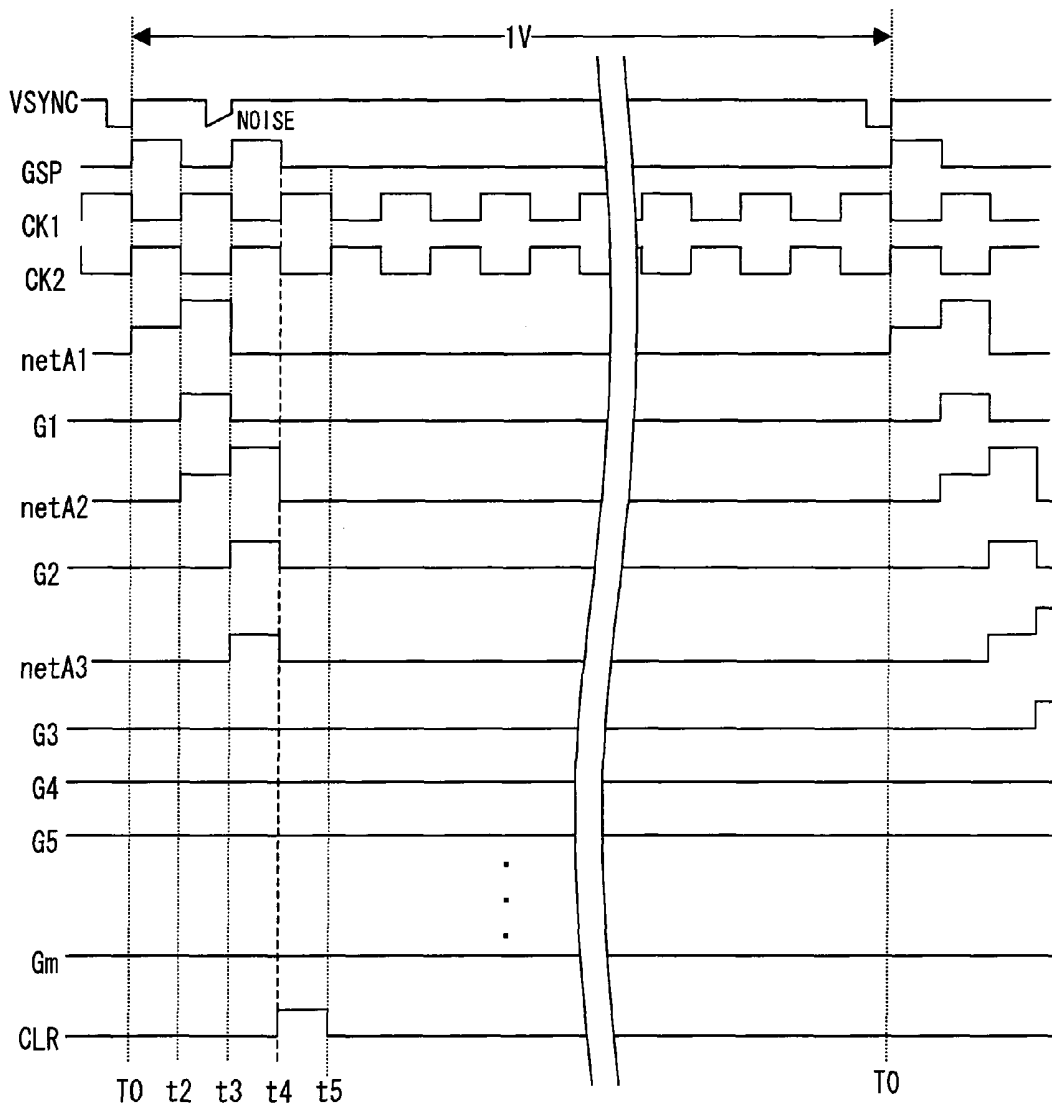 1V
VSYNC
NOISE
GSP
CK1
CK2
netA1
G1
netA2
G2
netA3
G3
G4
G5
Gm
CLR
T0 t2 t3 t4 t5 T0